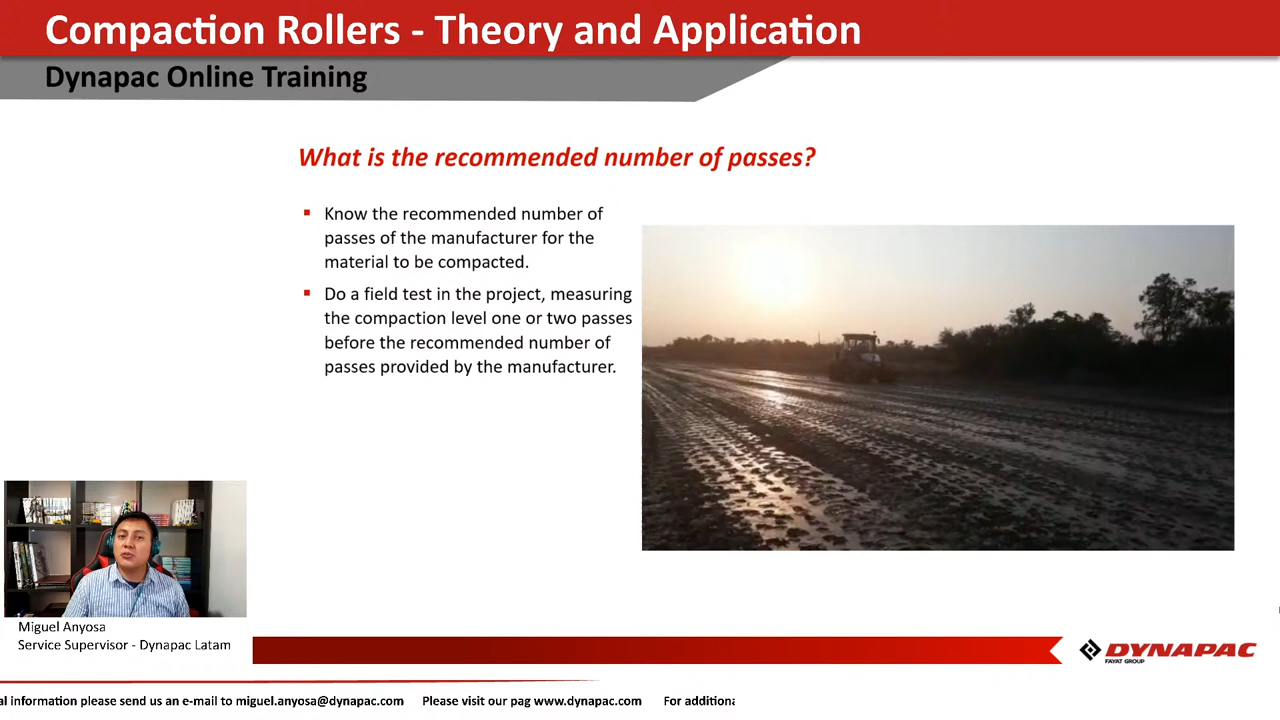 Compaction Rollers - Theory and Application
Dynapac Online Training
What is the recommended number of passes?
▪ Know the recommended number of
passes of the manufacturer for the
material to be compacted.
▪ Do a field test in the project, measuring
the compaction level one or two passes
before the recommended number of
passes provided by the manufacturer.
Miguel Anyosa
Service Supervisor - Dynapac Latam
DYNAPAC
FAYAT GROUP
al information please send us an e-mail to miguel.anyosa@dynapac.com Please visit our pag www.dynapac.com For additiona